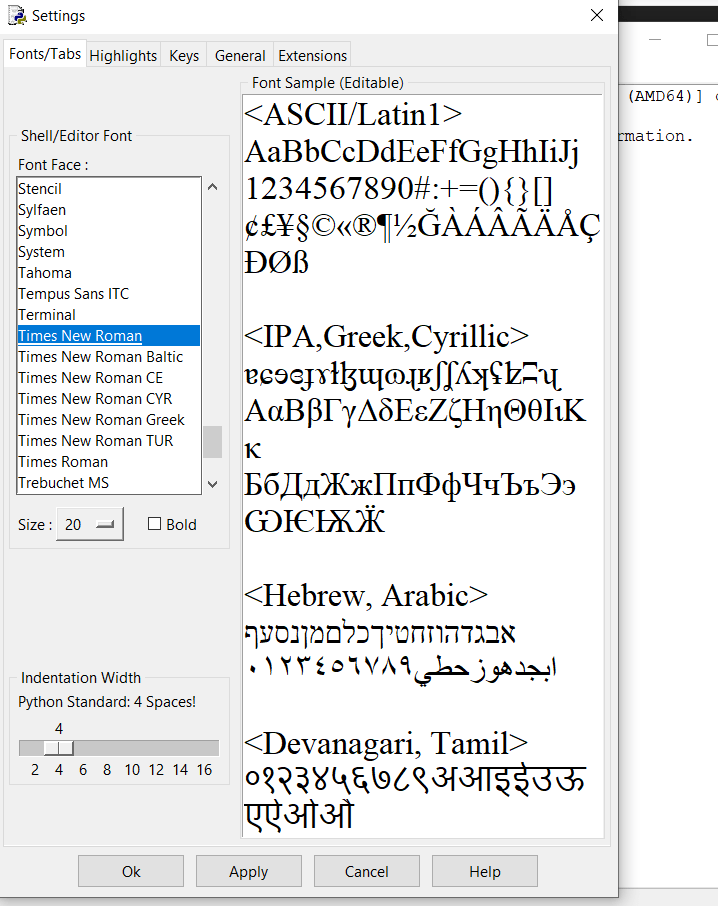 Settings
Fonts/Tabs Highlights Keys General Extensions
Shell/Editor Font
Font Face :
Stencil
Sylfaen
Symbol
System
Tahoma
Tempus Sans ITC
Terminal
Times New Roman
Times New Roman Baltic
Times New Roman CE
Times New Roman CYR
Times New Roman Greek
Times New Roman TUR
Times Roman
Trebuchet MS
Size : 20 Bold
Indentation Width
Python Standard: 4 Spaces!
4
2 4 6 8 10 12 14 16
Font Sample (Editable)
<ASCII/Latin1>
AaBbCcDdEeFfGgHhIiJj
1234567890#:+=(){}[]
¢£¥§©«®¶½ĞÀÁÂÃÄÅÇ
ÐØß
<IPA,Greek,Cyrillic>
ΑαΒβΓγΔδΕεΖζΗηΘθΙιΚ
κ
БбДдЖжПпФфЧчЪъЭэ
ѠѤѬӜ
<Hebrew, Arabic>
אבגדהוזחטיךכלםמןנסעף
ابجدهوزحطي٠١٢٣٤٥٦٧٨٩
<Devanagari, Tamil>
०१२३४५६७८९अआइईउऊ
एऐओऔ
Ok Apply Cancel Help
(AMD64)]